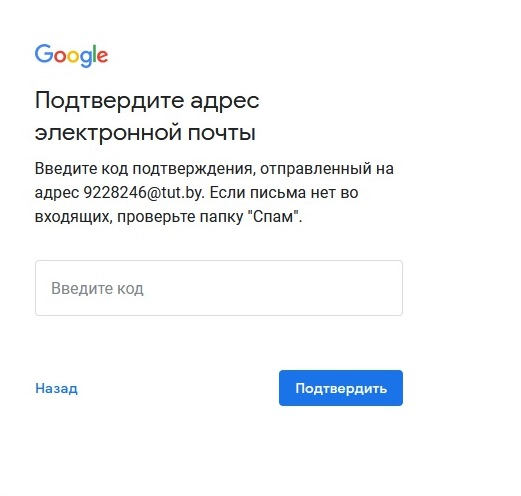 Google
Подтвердите адрес
электронной почты
Введите код подтверждения, отправленный на
адрес 9228246@tut.by. Если письма нет во
входящих, проверьте папку "Спам".
Введите код
Назад
Подтвердить